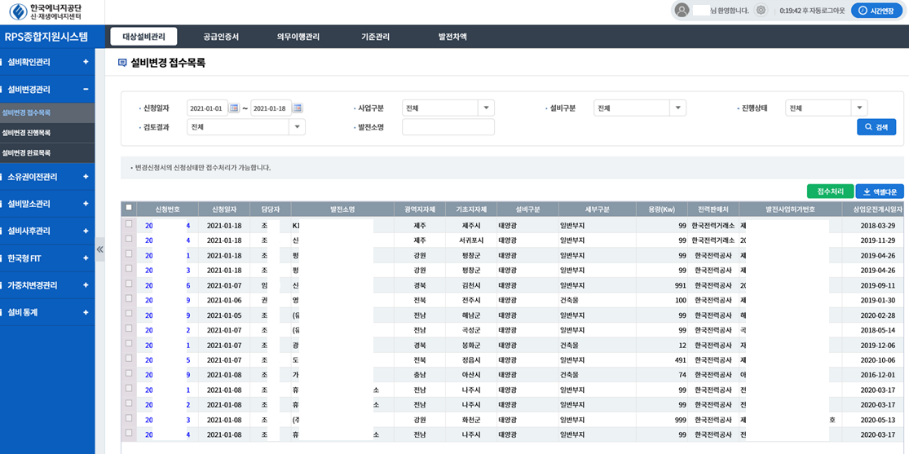 한국에너지공단
신·재생에너지센터
님 환영합니다.
0:19:42 후 자동로그아웃
시간연장
RPS종합지원시스템
대상설비관리 공급인증서 의무이행관리 기준관리 발전차액
설비확인관리 +
설비변경관리 −
설비변경 접수목록
설비변경 진행목록
설비변경 완료목록
소유권이전관리 +
설비말소관리 +
설비사후관리 +
한국형 FIT +
가중치변경관리 +
설비 통계 +
설비변경 접수목록
· 신청일자 2021-01-01 ~ 2021-01-18 · 사업구분 전체 · 설비구분 전체 · 진행상태 전체
· 검토결과 전체 · 발전소명 검색
• 변경신청시의 신청상태만 접수처리가 가능합니다.
접수처리 엑셀다운
신청번호 신청일자 담당자 발전소명 광역지자체 기초지자체 설비구분 세부구분 용량(Kw) 전력판매처 발전사업허가번호 상업운전개시일자
20 4 2021-01-18 조 제주 제주시 태양광 일반부지 99 한국전력거래소 제 2018-03-29
20 4 2021-01-18 조 신 제주 서귀포시 태양광 일반부지 99 한국전력거래소 20 2019-11-29
20 1 2021-01-18 조 평 강원 평창군 태양광 일반부지 99 한국전력공사 제 2019-04-26
20 3 2021-01-18 조 평 강원 평창군 태양광 일반부지 99 한국전력공사 제 2019-04-26
20 6 2021-01-07 임 신 경북 김천시 태양광 일반부지 991 한국전력공사 20 2019-09-11
20 9 2021-01-06 권 명 전북 전주시 태양광 건축물 100 한국전력공사 제 2019-01-30
20 9 2021-01-05 조 (유 전남 해남군 태양광 일반부지 99 한국전력공사 해 2020-02-28
20 2 2021-01-07 조 (유 전남 곡성군 태양광 일반부지 99 한국전력공사 곡 2018-05-14
20 1 2021-01-07 조 광 경북 봉화군 태양광 건축물 12 한국전력공사 자 2019-12-06
20 5 2021-01-07 조 도 전북 정읍시 태양광 일반부지 491 한국전력공사 제 2020-10-06
20 9 2021-01-08 조 가 충남 아산시 태양광 건축물 74 한국전력공사 아 2016-12-01
20 1 2021-01-08 조 휴 소 전남 나주시 태양광 일반부지 99 한국전력공사 전 2020-03-17
20 2 2021-01-08 조 휴 소 전남 나주시 태양광 일반부지 99 한국전력공사 전 2020-03-17
20 3 2021-01-08 조 (주 강원 화천군 태양광 일반부지 999 한국전력공사 제 호 2020-05-13
20 4 2021-01-08 조 휴 소 전남 나주시 태양광 일반부지 99 한국전력공사 전 2020-03-17